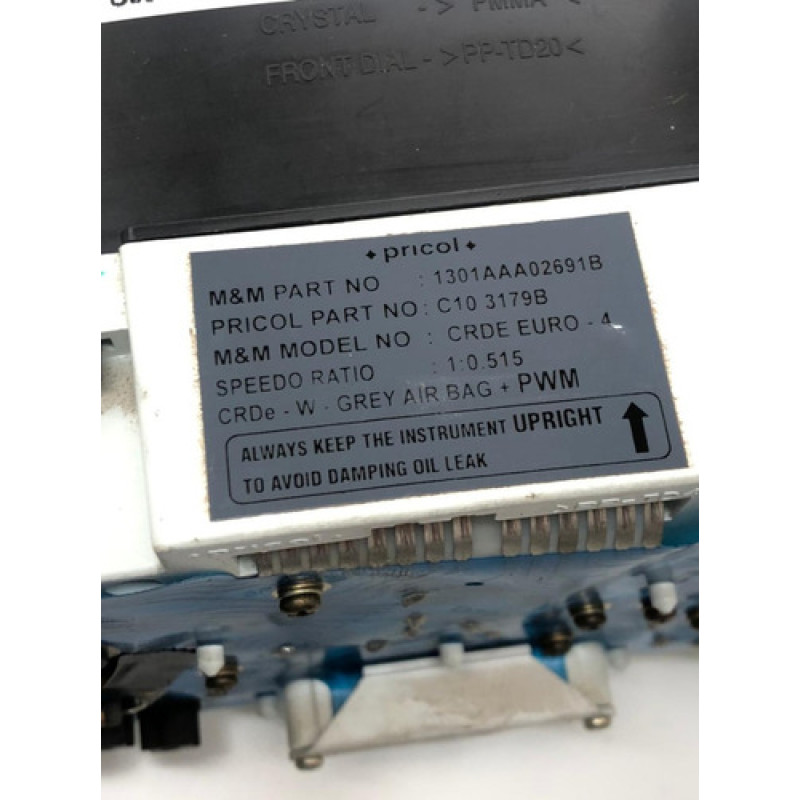 CRYSTAL -> PMMA <
FRONT DIAL - >PP-TD20<
pricol
M&M PART NO : 1301AAA02691B
PRICOL PART NO : C10 3179B
M&M MODEL NO : CRDE EURO - 4
SPEEDO RATIO : 1:0.515
CRDe - W - GREY AIR BAG + PWM
ALWAYS KEEP THE INSTRUMENT UPRIGHT
TO AVOID DAMPING OIL LEAK